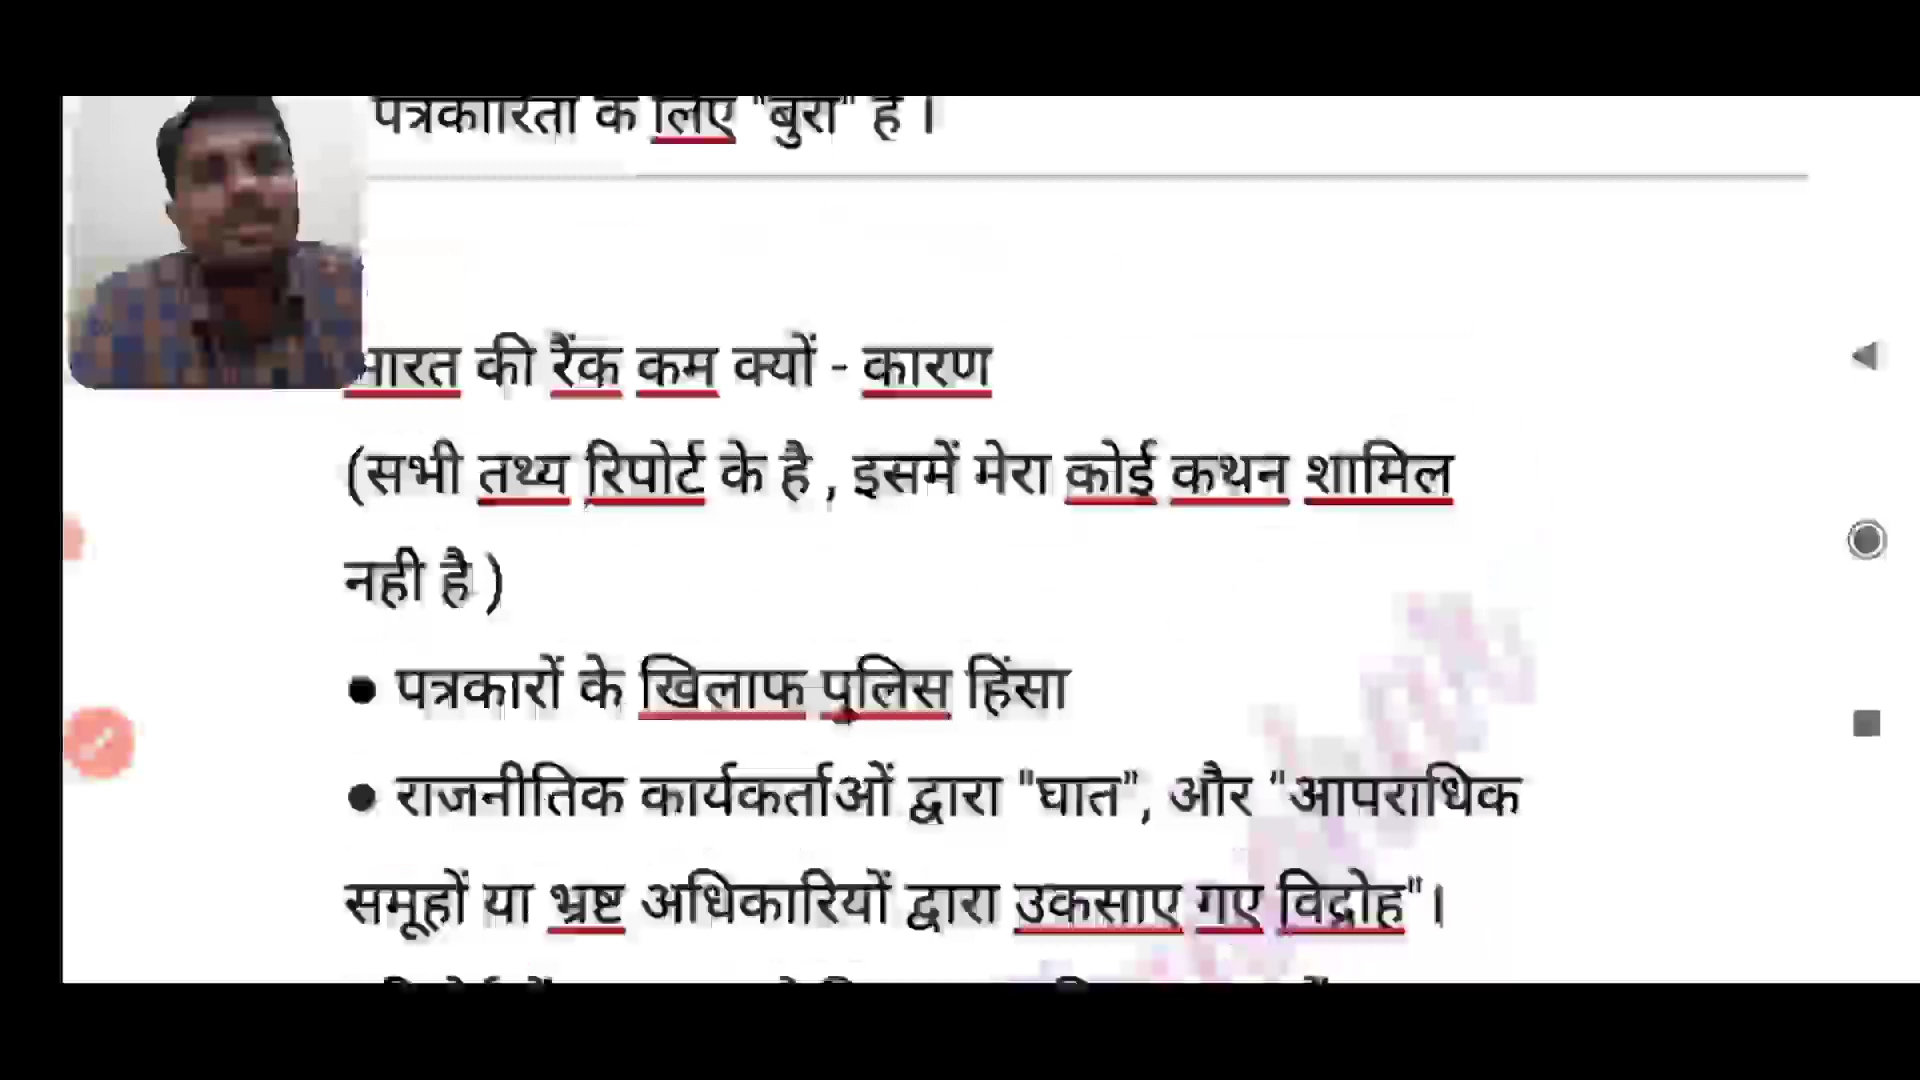 पत्रकारिता के लिए "बुरा" है ।
भारत की रैंक कम क्यों - कारण
(सभी तथ्य रिपोर्ट के है , इसमें मेरा कोई कथन शामिल
नही है )
● पत्रकारों के खिलाफ पुलिस हिंसा
● राजनीतिक कार्यकर्ताओं द्वारा "घात", और "आपराधिक
समूहों या भ्रष्ट अधिकारियों द्वारा उकसाए गए विद्रोह"।